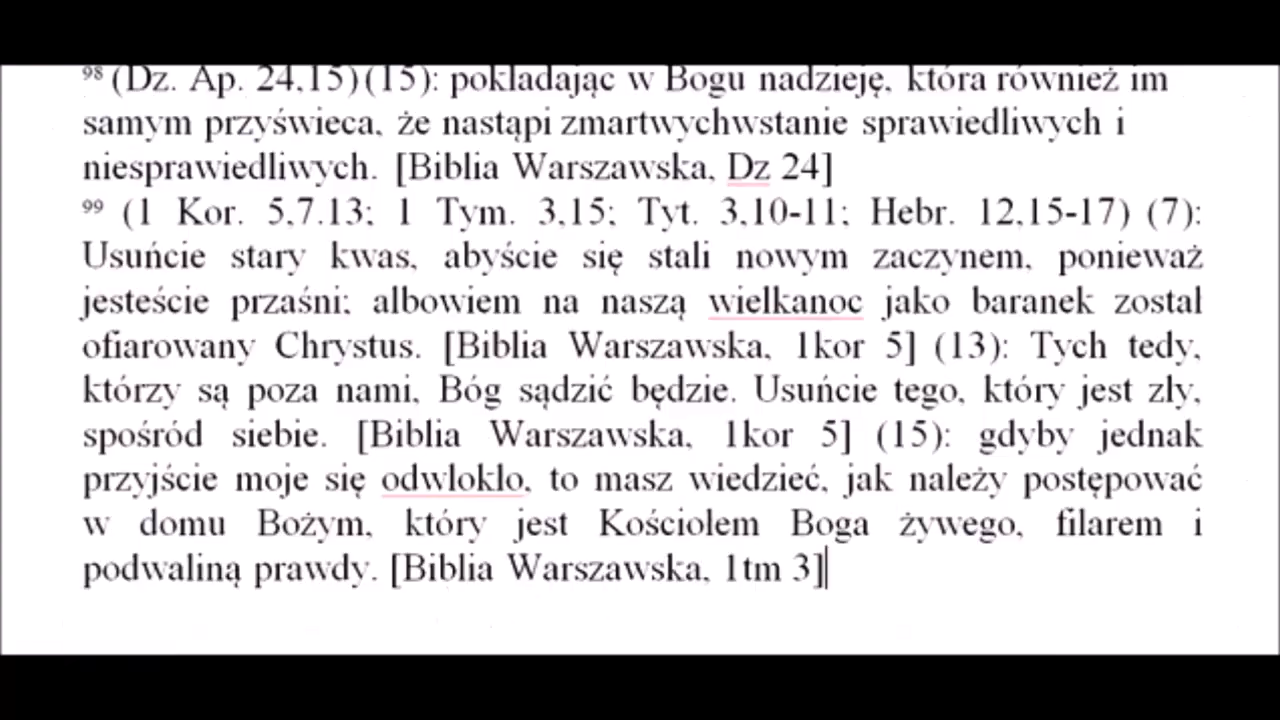 ⁹⁸ (Dz. Ap. 24,15)(15): pokładając w Bogu nadzieję, która również im
samym przyświeca, że nastąpi zmartwychwstanie sprawiedliwych i
niesprawiedliwych. [Biblia Warszawska, Dz 24]
⁹⁹ (1 Kor. 5,7.13; 1 Tym. 3,15; Tyt. 3,10-11; Hebr. 12,15-17) (7):
Usuńcie stary kwas, abyście się stali nowym zaczynem, ponieważ
jesteście przaśni; albowiem na naszą wielkanoc jako baranek został
ofiarowany Chrystus. [Biblia Warszawska, 1kor 5] (13): Tych tedy,
którzy są poza nami, Bóg sądzić będzie. Usuńcie tego, który jest zły,
spośród siebie. [Biblia Warszawska, 1kor 5] (15): gdyby jednak
przyjście moje się odwlokło, to masz wiedzieć, jak należy postępować
w domu Bożym, który jest Kościołem Boga żywego, filarem i
podwaliną prawdy. [Biblia Warszawska, 1tm 3]